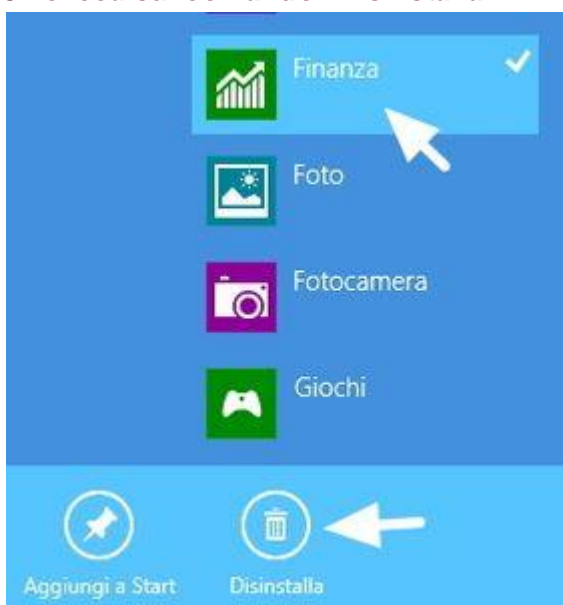 Finanza
Foto
Fotocamera
Giochi
Aggiungi a Start
Disinstalla